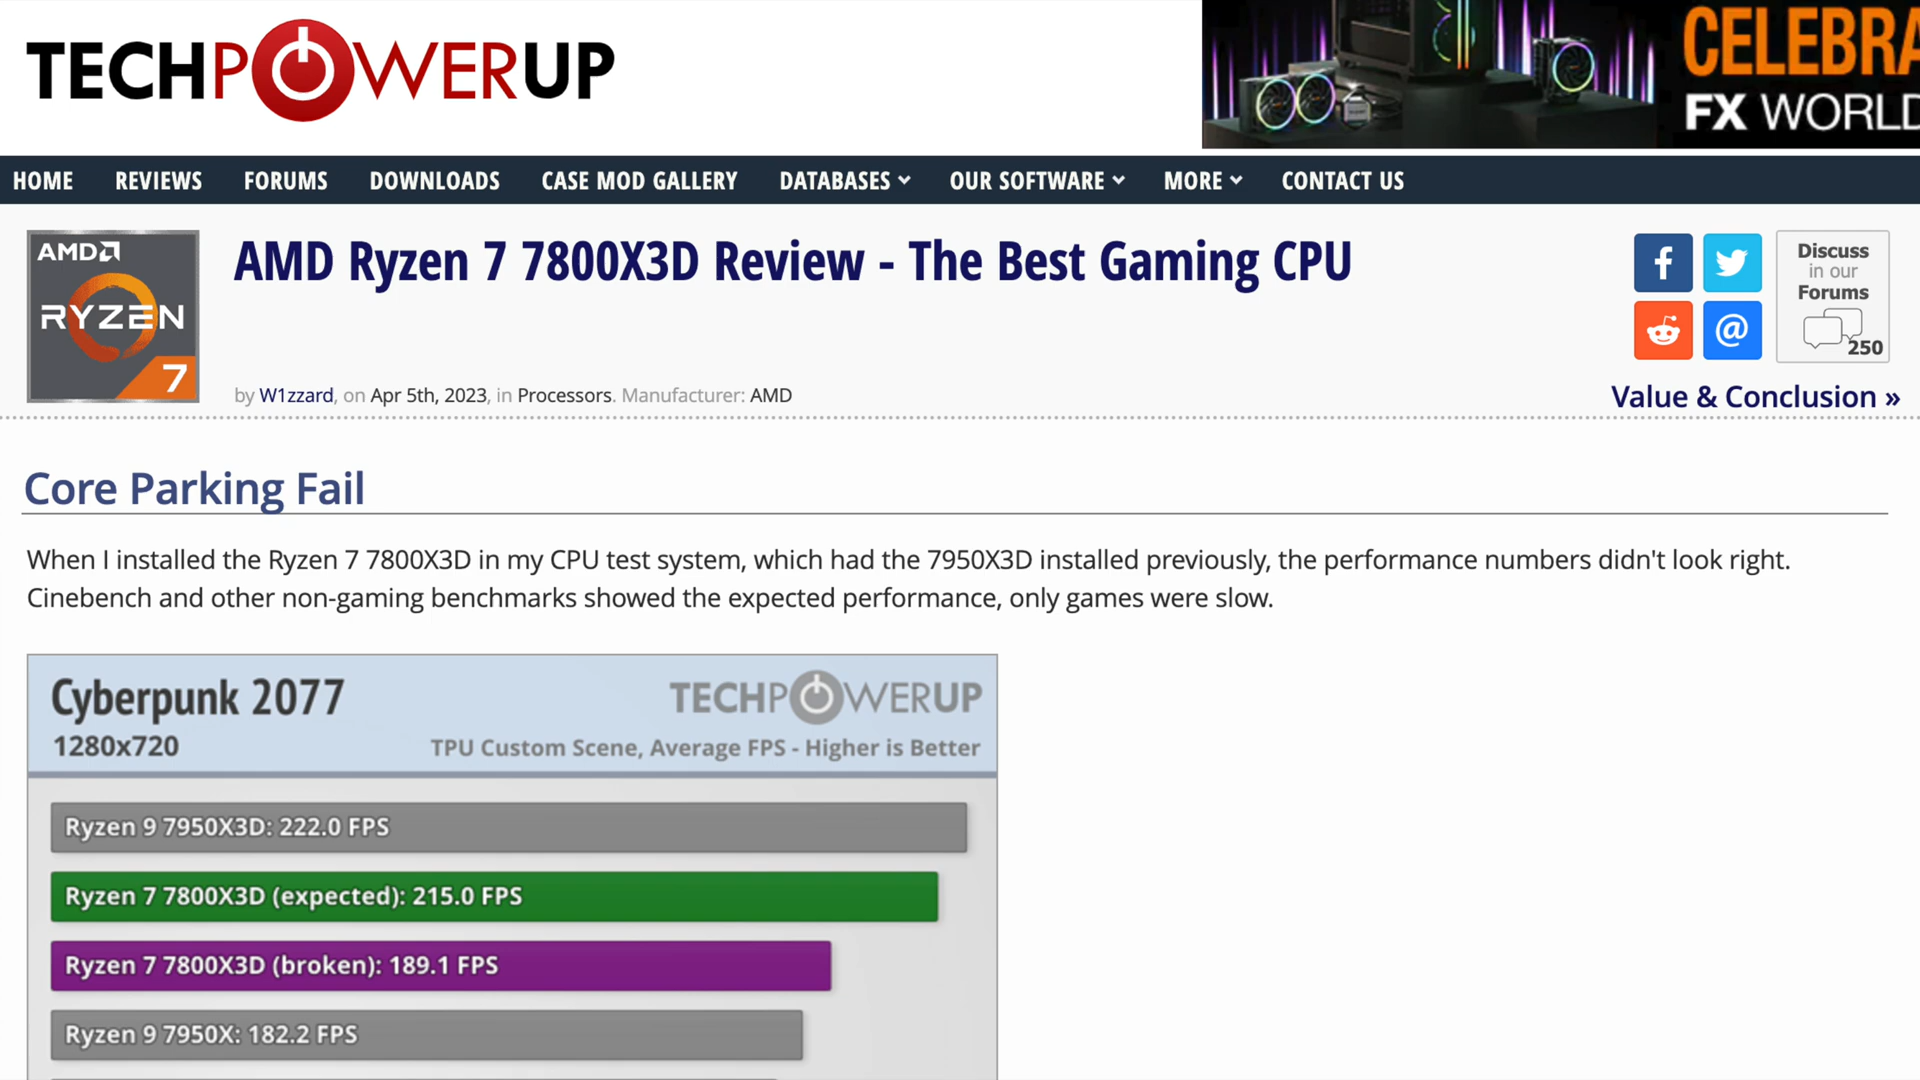 TECHPOWERUP
CELEBRA
FX WORLD
HOME REVIEWS FORUMS DOWNLOADS CASE MOD GALLERY DATABASES OUR SOFTWARE MORE CONTACT US
AMD
RYZEN
7
AMD Ryzen 7 7800X3D Review - The Best Gaming CPU
by W1zzard, on Apr 5th, 2023, in Processors. Manufacturer: AMD
Discuss
in our
Forums
250
Value & Conclusion »
Core Parking Fail
When I installed the Ryzen 7 7800X3D in my CPU test system, which had the 7950X3D installed previously, the performance numbers didn't look right.
Cinebench and other non-gaming benchmarks showed the expected performance, only games were slow.
Cyberpunk 2077
TECHPOWERUP
1280x720
TPU Custom Scene, Average FPS - Higher is Better
Ryzen 9 7950X3D: 222.0 FPS
Ryzen 7 7800X3D (expected): 215.0 FPS
Ryzen 7 7800X3D (broken): 189.1 FPS
Ryzen 9 7950X: 182.2 FPS